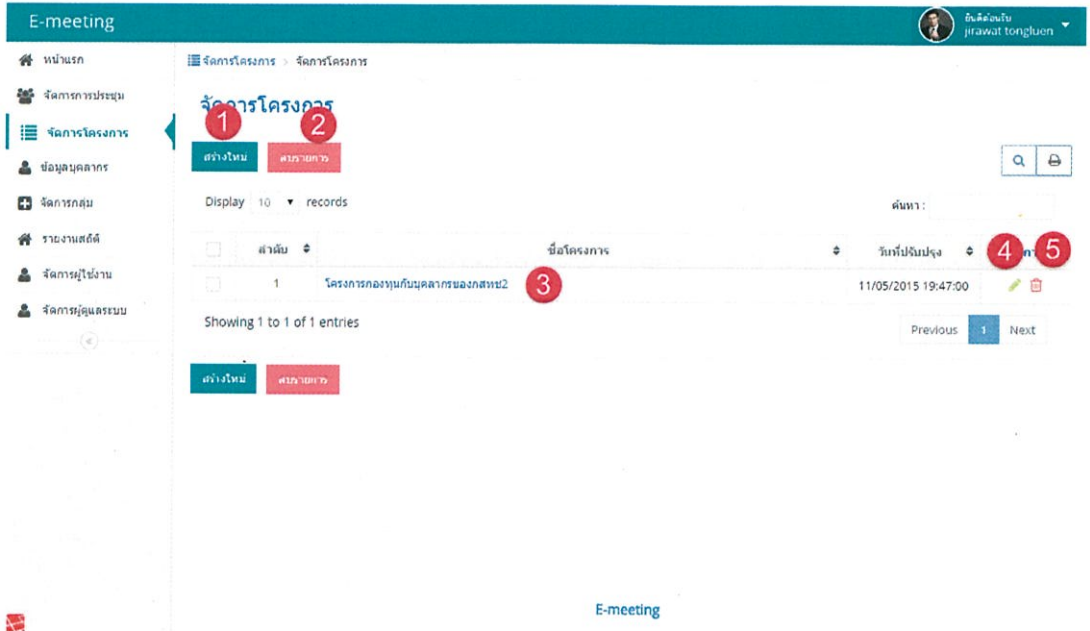 E-meeting
ยินดีต่อนรับ
jirawat tongluen
หน้าแรก
จัดการการประชุม
จัดการโครงการ
ข้อมูลบุคลากร
จัดการกลุ่ม
รายงานสถิติ
จัดการผู้ใช้งาน
จัดการผู้ดูแลระบบ
จัดการโครงการ > จัดการโครงการ
จัดการโครงการ
1 2
สร้างใหม่ ลบรายการ
Display 10 records ค้นหา :
ลำดับ ชื่อโครงการ วันที่ปรับปรุง 4 5
1 โครงการกองทุนกับบุคลากรของกสทช2 3 11/05/2015 19:47:00
Showing 1 to 1 of 1 entries Previous 1 Next
สร้างใหม่ ลบรายการ
E-meeting